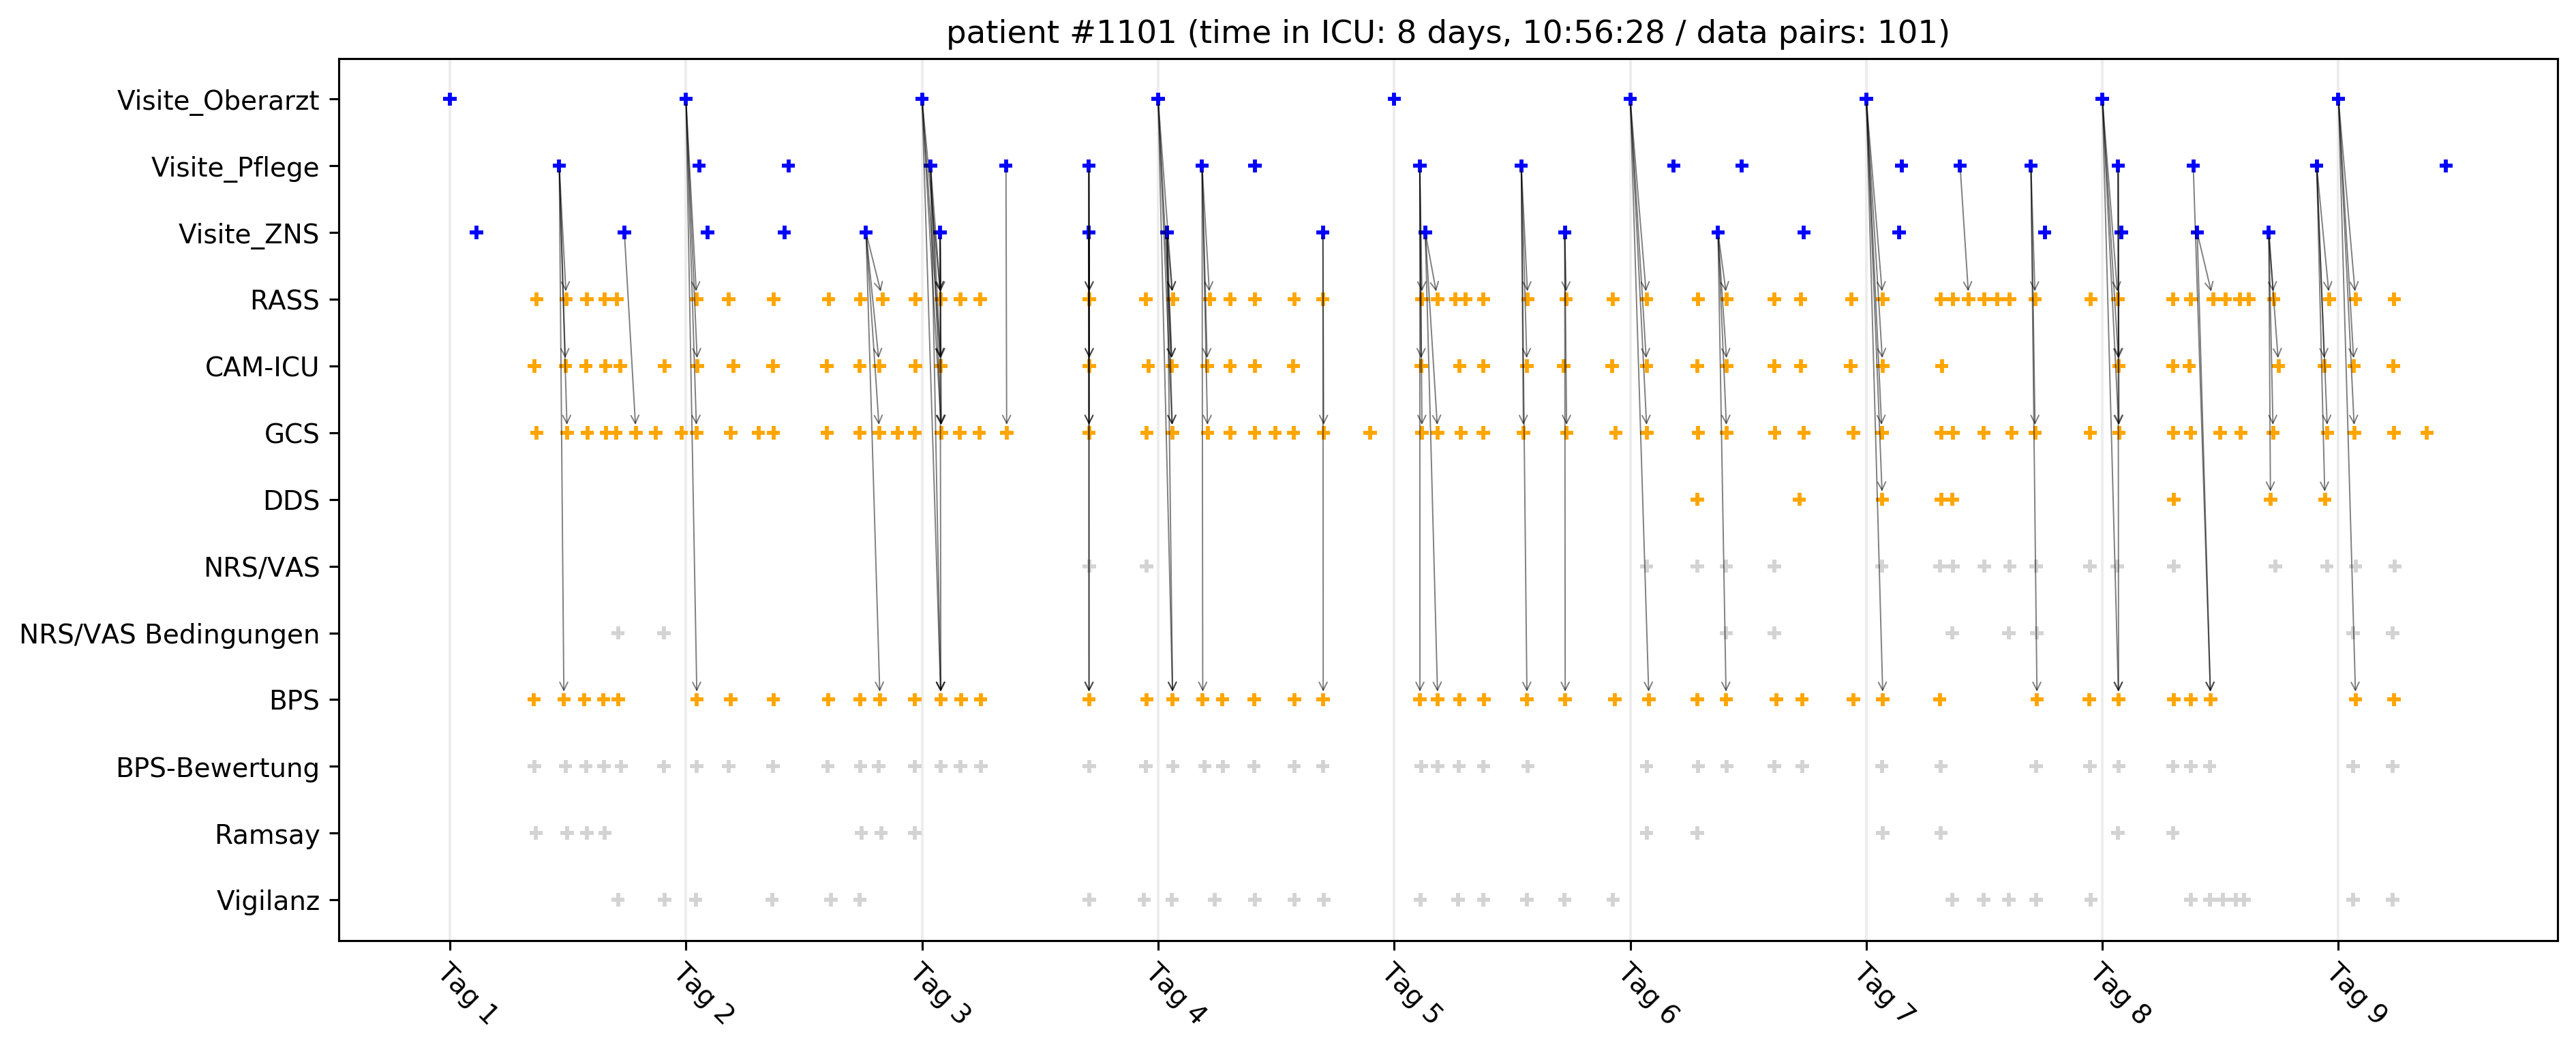 patient #1101 (time in ICU: 8 days, 10:56:28 / data pairs: 101)
Visite_Oberarzt
Visite_Pflege
Visite_ZNS
RASS
CAM-ICU
GCS
DDS
NRS/VAS
NRS/VAS Bedingungen
BPS
BPS-Bewertung
Ramsay
Vigilanz
Tag 1
Tag 2
Tag 3
Tag 4
Tag 5
Tag 6
Tag 7
Tag 8
Tag 9